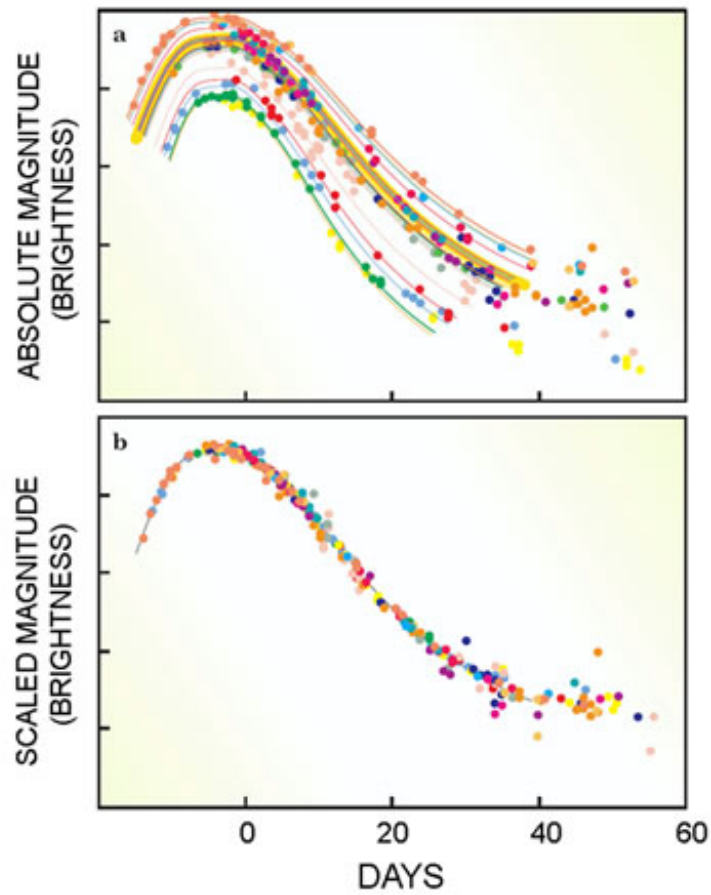 a
ABSOLUTE MAGNITUDE
(BRIGHTNESS)
b
SCALED MAGNITUDE
(BRIGHTNESS)
0 20 40 60
DAYS